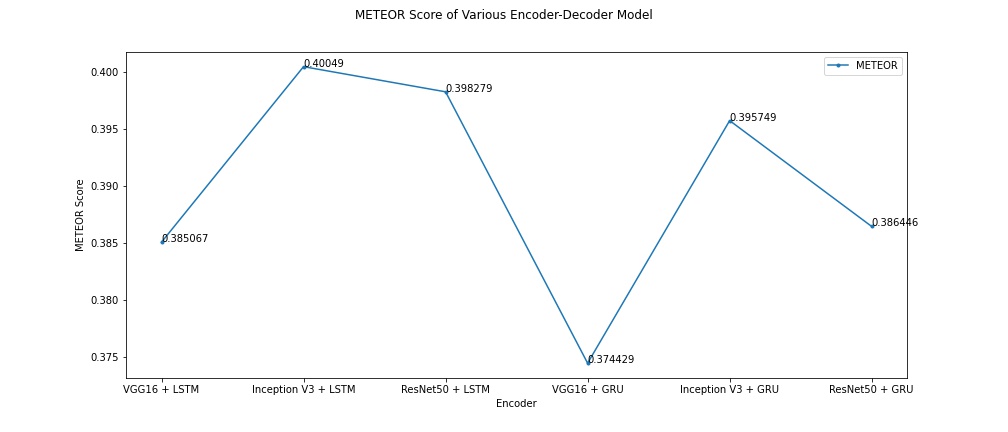 METEOR Score of Various Encoder-Decoder Model
METEOR
METEOR Score
0.400
0.395
0.390
0.385
0.380
0.375
0.385067
0.40049
0.398279
0.374429
0.395749
0.386446
VGG16 + LSTM
Inception V3 + LSTM
ResNet50 + LSTM
VGG16 + GRU
Inception V3 + GRU
ResNet50 + GRU
Encoder